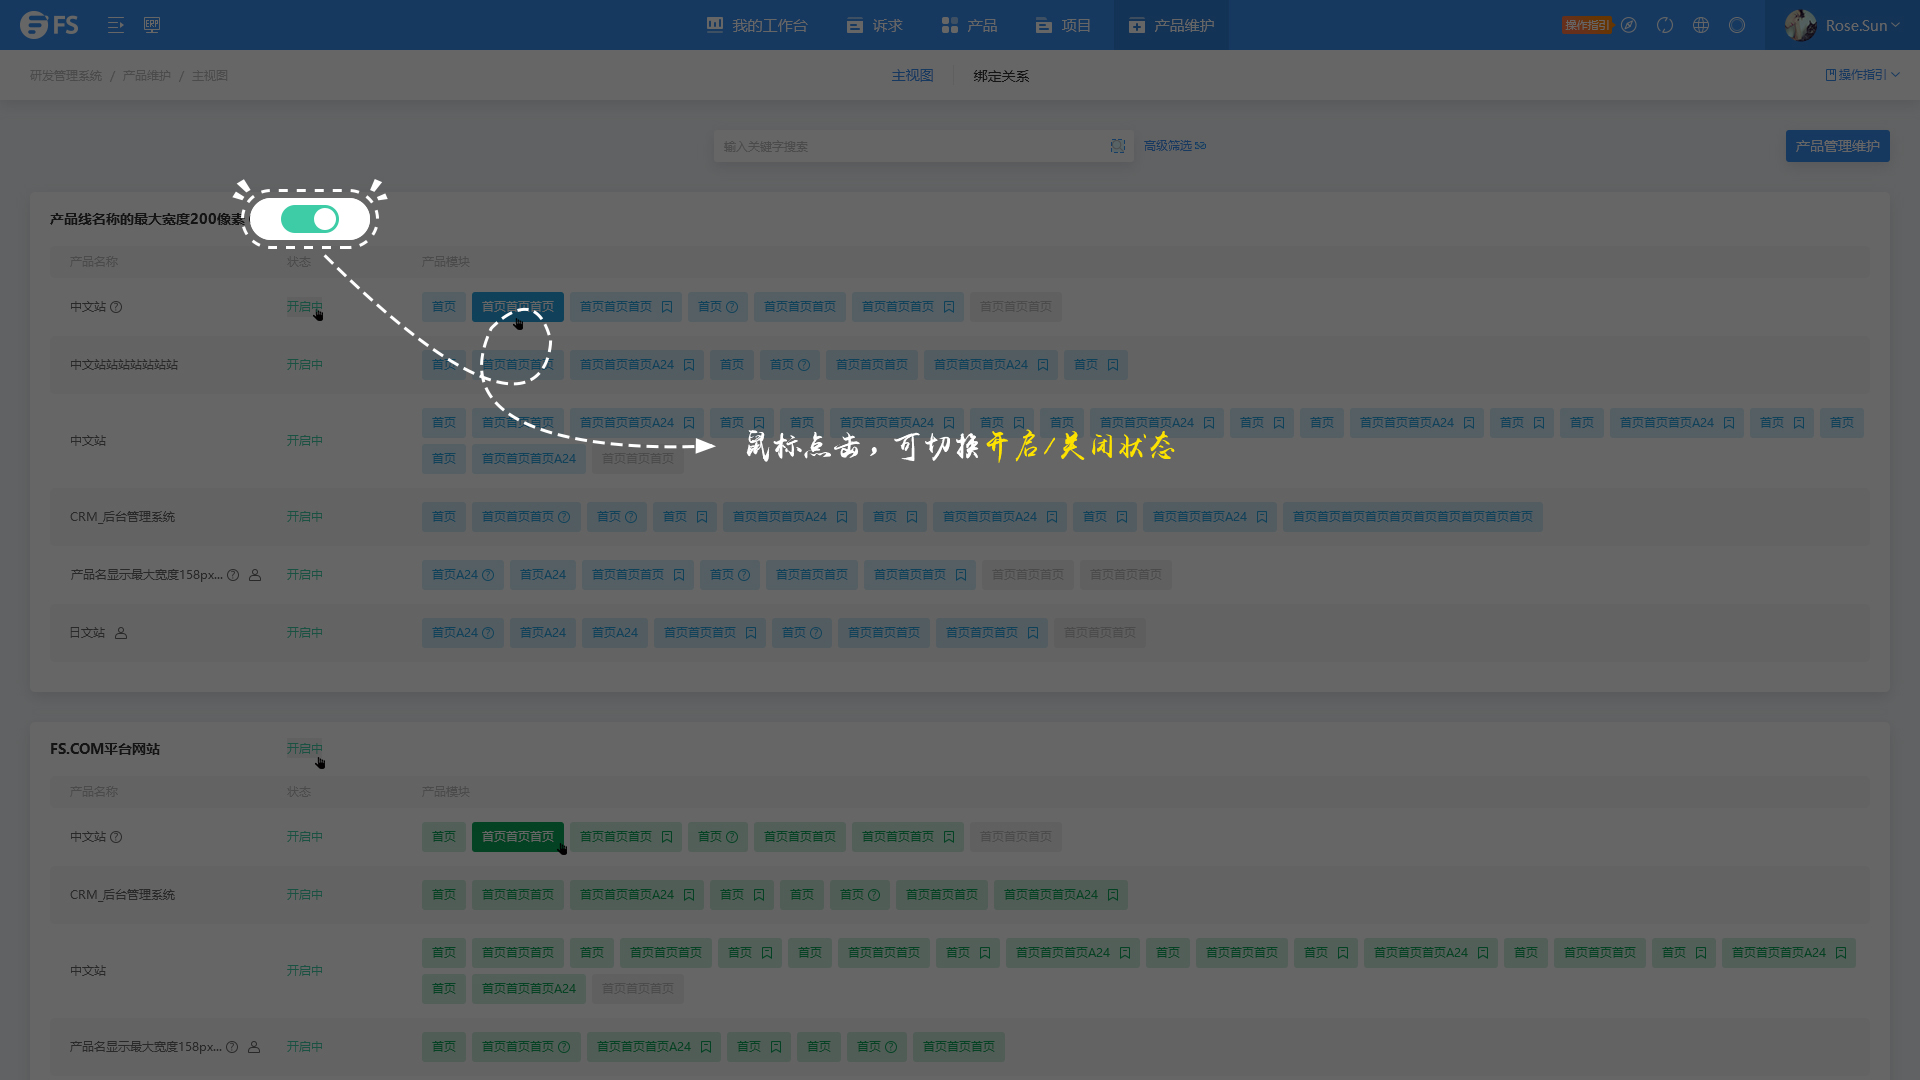 FS
ERP
我的工作台
诉求
产品
项目
产品维护
操作指引
Rose.Sun
研发管理系统 / 产品维护 / 主视图
主视图
绑定关系
操作指引
输入关键字搜索
高级筛选
产品管理维护
产品线名称的最大宽度200像素
产品名称 状态 产品模块
中文站 开启中 首页 首页首页首页 首页首页首页 首页 首页首页首页 首页首页首页 首页首页首页
中文站站站站站站站 开启中 首页 首页首页首页 首页首页首页A24 首页 首页 首页首页首页 首页首页首页A24 首页
首页 首页首页首页 首页首页首页A24 首页 首页 首页首页首页A24 首页 首页 首页首页首页A24 首页 首页 首页首页首页A24 首页 首页 首页首页首页A24 首页 首页
中文站 开启中
鼠标点击，可切换开启/关闭状态
首页 首页首页首页A24 首页首页首页
CRM_后台管理系统 开启中 首页 首页首页首页 首页 首页 首页首页首页A24 首页 首页首页首页A24 首页 首页首页首页A24 首页首页首页首页首页首页首页首页首页首页
产品名显示最大宽度158px... 开启中 首页A24 首页A24 首页首页首页 首页 首页首页首页 首页首页首页 首页首页首页 首页首页首页
日文站 开启中 首页A24 首页A24 首页A24 首页首页首页 首页 首页首页首页 首页首页首页 首页首页首页
FS.COM平台网站 开启中
产品名称 状态 产品模块
中文站 开启中 首页 首页首页首页 首页首页首页 首页 首页首页首页 首页首页首页 首页首页首页
CRM_后台管理系统 开启中 首页 首页首页首页 首页首页首页A24 首页 首页 首页 首页首页首页 首页首页首页A24
首页 首页首页首页 首页 首页首页首页 首页 首页 首页首页首页 首页 首页首页首页A24 首页 首页首页首页 首页 首页首页首页A24 首页 首页首页首页 首页 首页首页首页A24
中文站 开启中
首页 首页首页首页A24 首页首页首页
产品名显示最大宽度158px... 开启中 首页 首页首页首页 首页首页首页A24 首页 首页 首页 首页首页首页